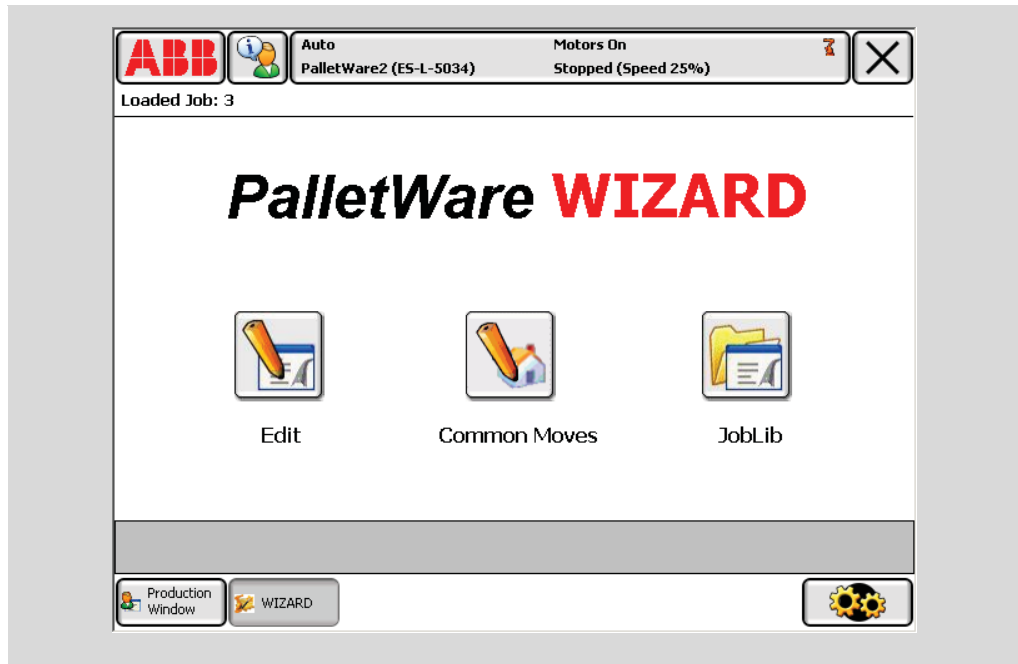 ABB
Auto
PalletWare2 (ES-L-5034)
Motors On
Stopped (Speed 25%)
Loaded Job: 3
PalletWare WIZARD
Edit
Common Moves
JobLib
Production
Window
WIZARD